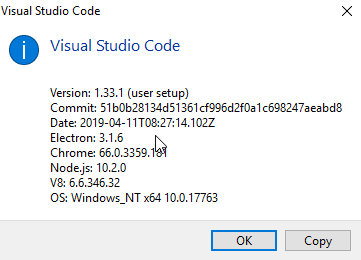 Visual Studio Code
Visual Studio Code
Version: 1.33.1 (user setup)
Commit: 51b0b28134d51361cf996d2f0a1c698247aeabd8
Date: 2019-04-11T08:27:14.102Z
Electron: 3.1.6
Chrome: 66.0.3359.181
Node.js: 10.2.0
V8: 6.6.346.32
OS: Windows_NT x64 10.0.17763
OK
Copy